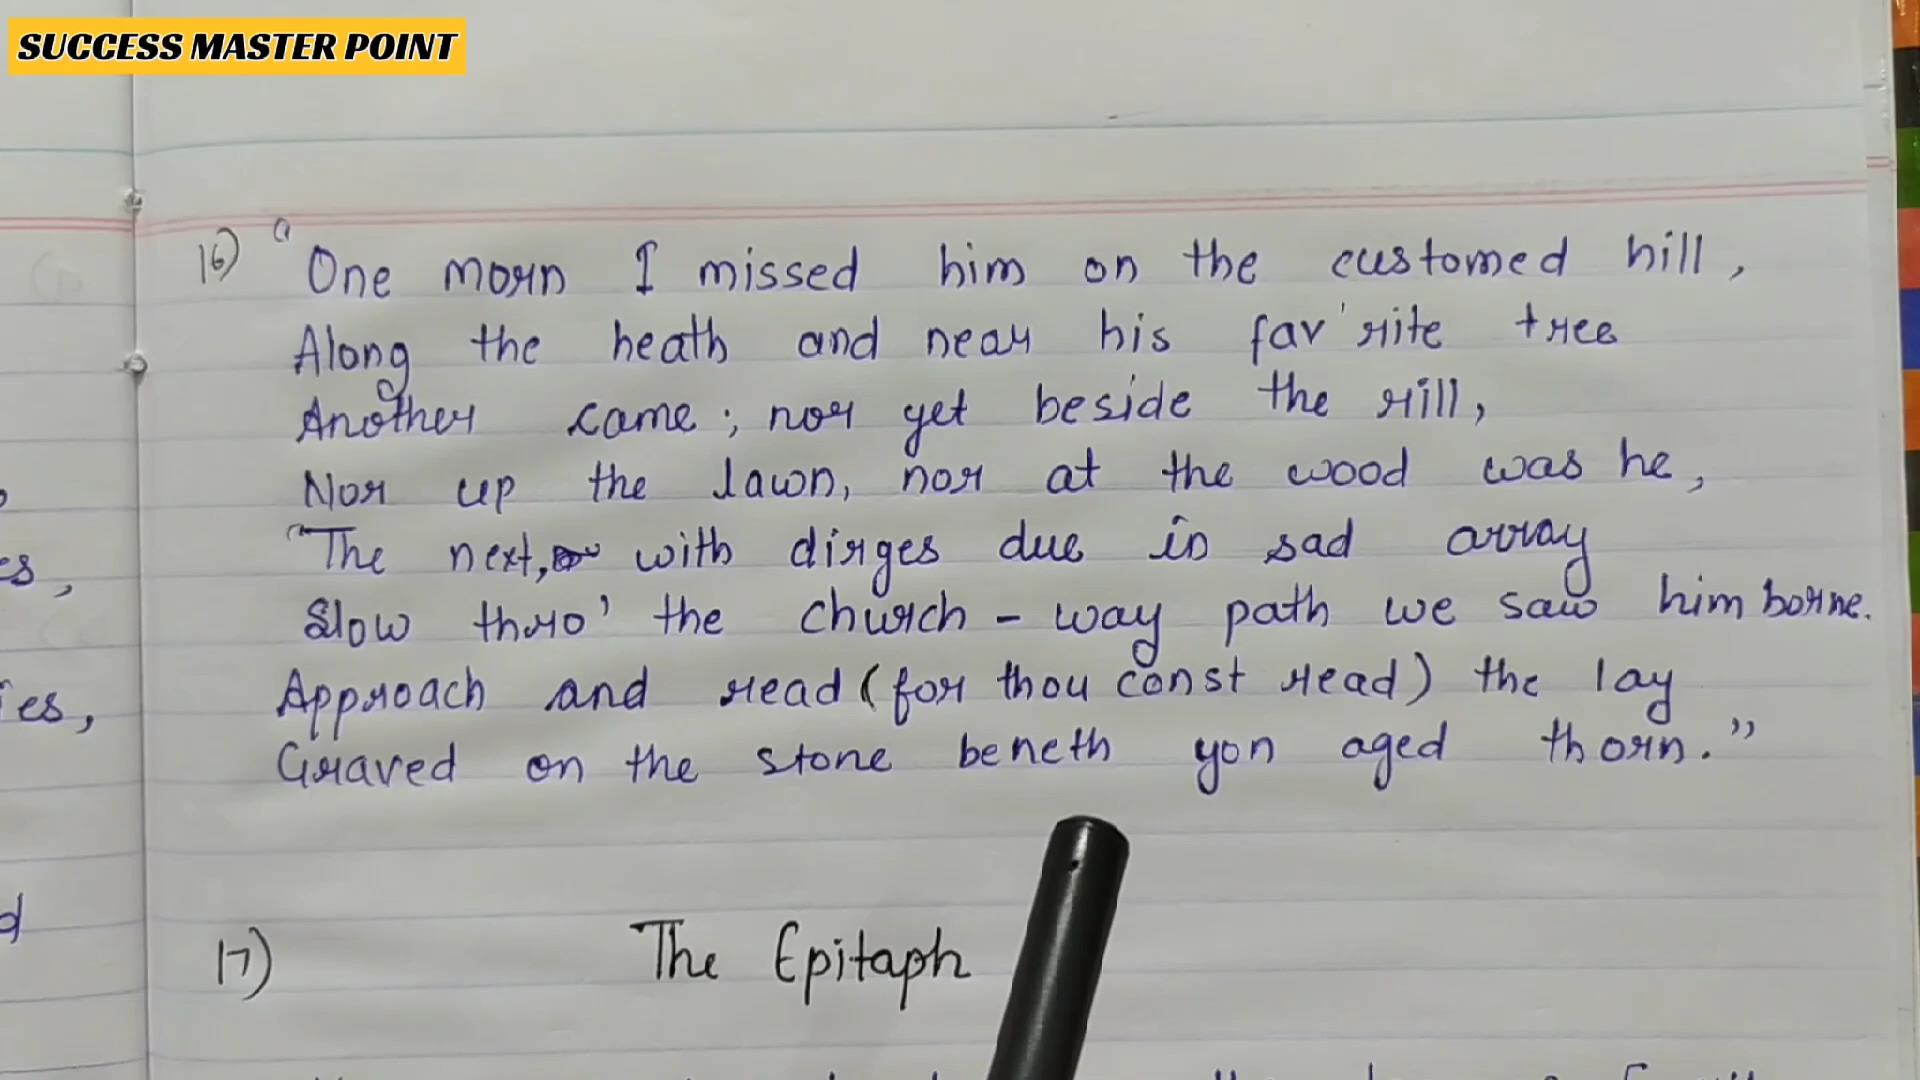 SUCCESS MASTER POINT
16) "One morn I missed him on the customed hill,
Along the heath and near his fav'rite tree
Another came; nor yet beside the rill,
Nor up the lawn, nor at the wood was he,
"The next, with dirges due in sad array
Slow thro' the church-way path we saw him borne.
Approach and read (for thou canst read) the lay
Graved on the stone beneth yon aged thorn."
17) The Epitaph
es,
ies,
d